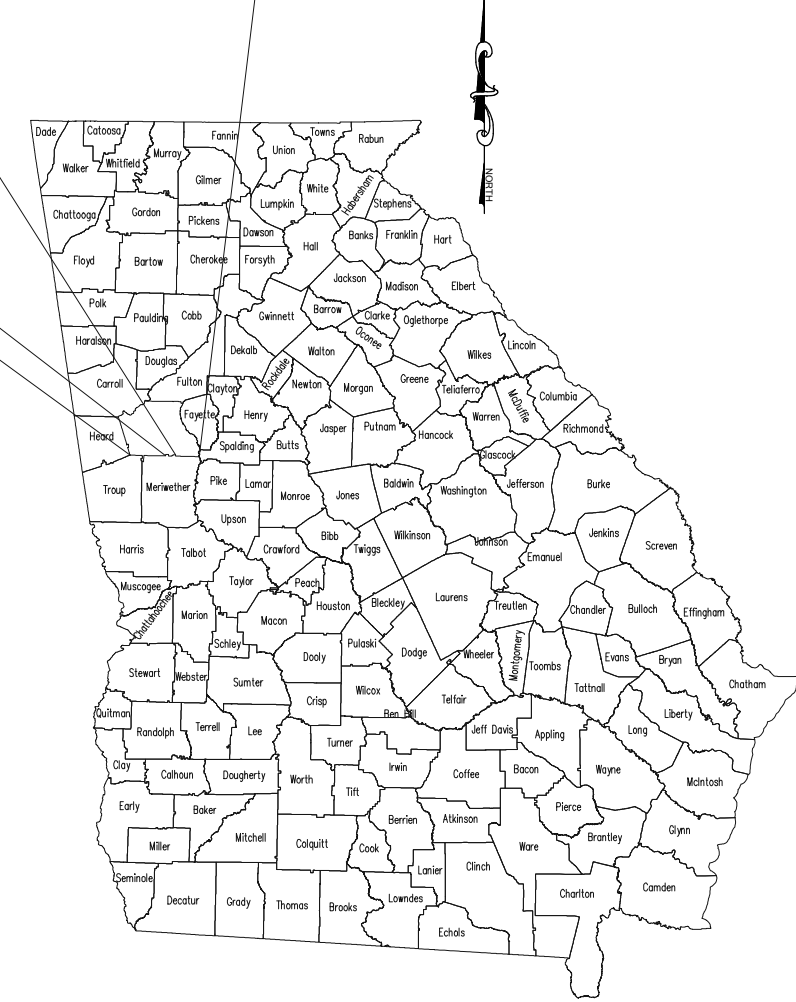 NORTH
Dade
Catoosa
Fannin
Towns
Rabun
Union
Murray
Walker
Whitfield
Gilmer
White
Habersham
Stephens
Lumpkin
Chattooga
Gordon
Pickens
Dawson
Hall
Banks
Franklin
Hart
Floyd
Bartow
Cherokee
Forsyth
Jackson
Madison
Elbert
Polk
Paulding
Cobb
Gwinnett
Barrow
Clarke
Oglethorpe
Oconee
Haralson
Douglas
Dekalb
Walton
Wilkes
Lincoln
Carroll
Fulton
Clayton
Rockdale
Newton
Morgan
Greene
Teliaferro
McDuffie
Columbia
Fayette
Henry
Warren
Richmond
Heard
Spalding
Butts
Jasper
Putnam
Hancock
Glascock
Troup
Meriwether
Pike
Lamar
Monroe
Jones
Baldwin
Washington
Jefferson
Burke
Upson
Bibb
Twiggs
Wilkinson
Johnson
Jenkins
Screven
Harris
Talbot
Crawford
Emanuel
Muscogee
Taylor
Peach
Houston
Bleckley
Laurens
Treutlen
Chandler
Bulloch
Effingham
Chattahoochee
Marion
Macon
Schley
Pulaski
Dodge
Wheeler
Montgomery
Toombs
Evans
Bryan
Chatham
Stewart
Webster
Sumter
Dooly
Wilcox
Telfair
Tattnall
Quitman
Crisp
Ben Hill
Liberty
Long
Randolph
Terrell
Lee
Turner
Jeff Davis
Appling
Clay
Calhoun
Dougherty
Worth
Irwin
Coffee
Bacon
Wayne
McIntosh
Early
Baker
Tift
Berrien
Atkinson
Pierce
Brantley
Glynn
Miller
Mitchell
Colquitt
Cook
Ware
Lanier
Clinch
Seminole
Decatur
Grady
Thomas
Brooks
Lowndes
Echols
Charlton
Camden